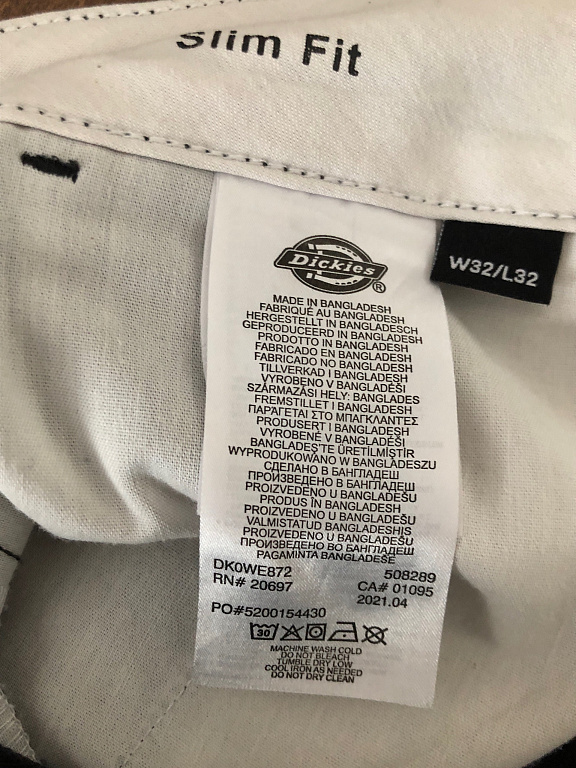 Slim Fit
W32/L32
Dickies
®
MADE IN BANGLADESH
FABRIQUÉ AU BANGLADESH
HERGESTELLT IN BANGLADESCH
GEPRODUCEERD IN BANGLADESH
PRODOTTO IN BANGLADESH
FABRICADO EN BANGLADESH
FABRICADO NO BANGLADESH
TILLVERKAD I BANGLADESH
VYROBENO V BANGLADÉŠI
SZÁRMAZÁSI HELY: BANGLADES
FREMSTILLET I BANGLADESH
ΠΑΡΑΓΕΤΑΙ ΣΤΟ ΜΠΑΓΚΛΑΝΤΕΣ
PRODUSERT I BANGLADESH
VYROBENÉ V BANGLADÉŠI
BANGLADEŞ'TE ÜRETİLMİŞTİR
WYPRODUKOWANO W BANGLADESZU
СДЕЛАНО В БАНГЛАДЕШ
ПРОИЗВЕДЕНО В БАНГЛАДЕШ
PROIZVEDENO U BANGLADEŠU
PRODUS ÎN BANGLADESH
PROIZVEDENO U BANGLADEŠU
VALMISTATUD BANGLADESHIS
PROIZVEDENO U BANGLADEŠU
ПРОИЗВЕДЕНО ВО БАНГЛАДЕШ
PAGAMINTA BANGLADEŠE
DK0WE872 508289
RN# 20697 CA# 01095
2021.04
PO#5200154430
30
MACHINE WASH COLD
DO NOT BLEACH
TUMBLE DRY LOW
COOL IRON AS NEEDED
DO NOT DRY CLEAN